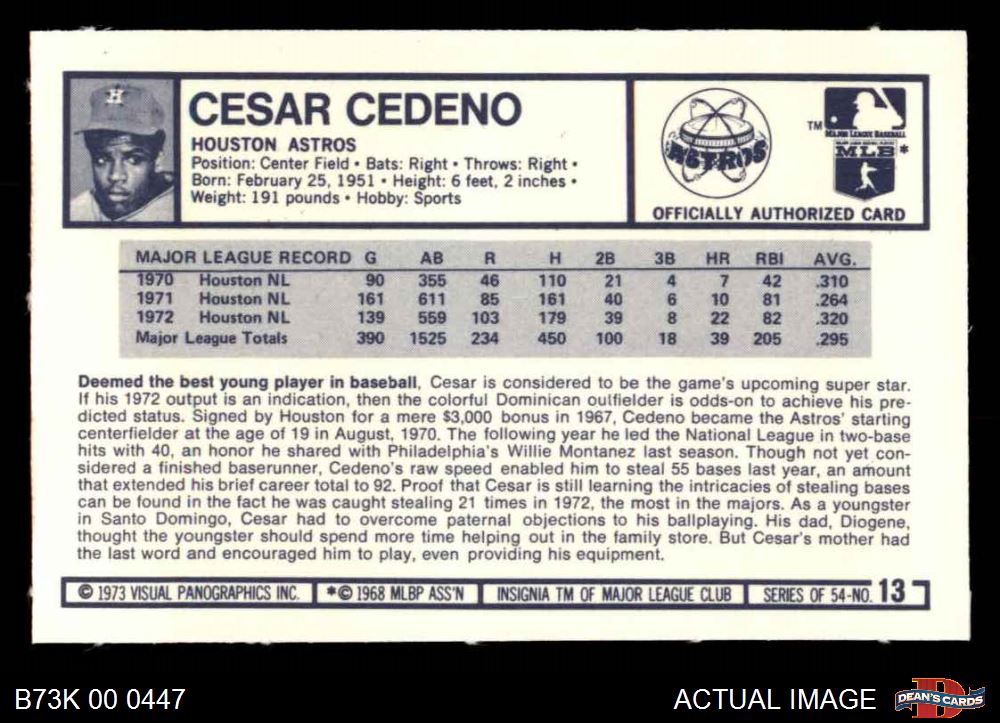 H
CESAR CEDENO
HOUSTON ASTROS
Position: Center Field • Bats: Right • Throws: Right •
Born: February 25, 1951 • Height: 6 feet, 2 inches •
Weight: 191 pounds • Hobby: Sports
ASTROS
TM
MAJOR LEAGUE BASEBALL
MLB *
OFFICIALLY AUTHORIZED CARD
MAJOR LEAGUE RECORD G AB R H 2B 3B HR RBI AVG.
1970 Houston NL 90 355 46 110 21 4 7 42 .310
1971 Houston NL 161 611 85 161 40 6 10 81 .264
1972 Houston NL 139 559 103 179 39 8 22 82 .320
Major League Totals 390 1525 234 450 100 18 39 205 .295
Deemed the best young player in baseball, Cesar is considered to be the game's upcoming super star.
If his 1972 output is an indication, then the colorful Dominican outfielder is odds-on to achieve his pre-
dicted status. Signed by Houston for a mere $3,000 bonus in 1967, Cedeno became the Astros' starting
centerfielder at the age of 19 in August, 1970. The following year he led the National League in two-base
hits with 40, an honor he shared with Philadelphia's Willie Montanez last season. Though not yet con-
sidered a finished baserunner, Cedeno's raw speed enabled him to steal 55 bases last year, an amount
that extended his brief career total to 92. Proof that Cesar is still learning the intricacies of stealing bases
can be found in the fact he was caught stealing 21 times in 1972, the most in the majors. As a youngster
in Santo Domingo, Cesar had to overcome paternal objections to his ballplaying. His dad, Diogene,
thought the youngster should spend more time helping out in the family store. But Cesar's mother had
the last word and encouraged him to play, even providing his equipment.
© 1973 VISUAL PANOGRAPHICS INC. *© 1968 MLBP ASS'N INSIGNIA TM OF MAJOR LEAGUE CLUB SERIES OF 54-NO. 13
B73K 00 0447
ACTUAL IMAGE
DEAN'S CARDS